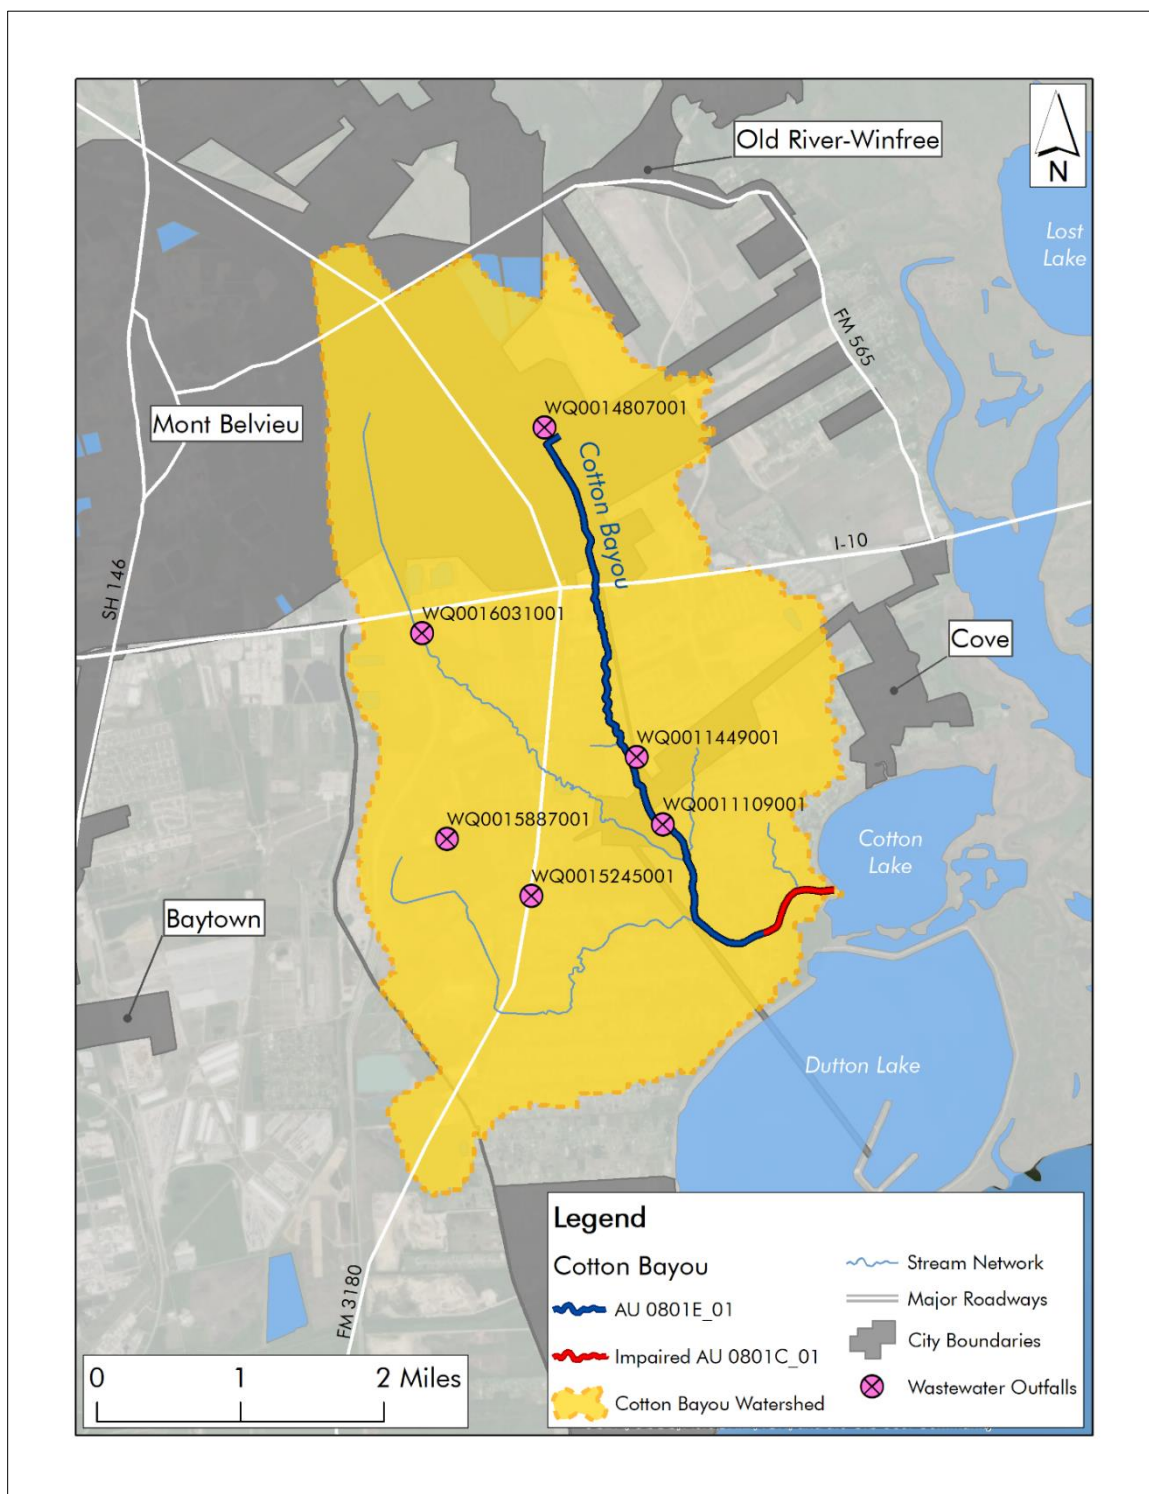 Old River-Winfree
N
Lost
Lake
FM 565
WQ0014807001
Mont Belvieu
Cotton Bayou
I-10
SH 146
WQ0016031001
Cove
WQ0011449001
WQ0011109001
WQ0015887001
Cotton
Lake
WQ0015245001
Baytown
Dutton Lake
FM 3180
Legend
Cotton Bayou
AU 0801E_01
Impaired AU 0801C_01
Cotton Bayou Watershed
Stream Network
Major Roadways
City Boundaries
Wastewater Outfalls
0 1 2 Miles